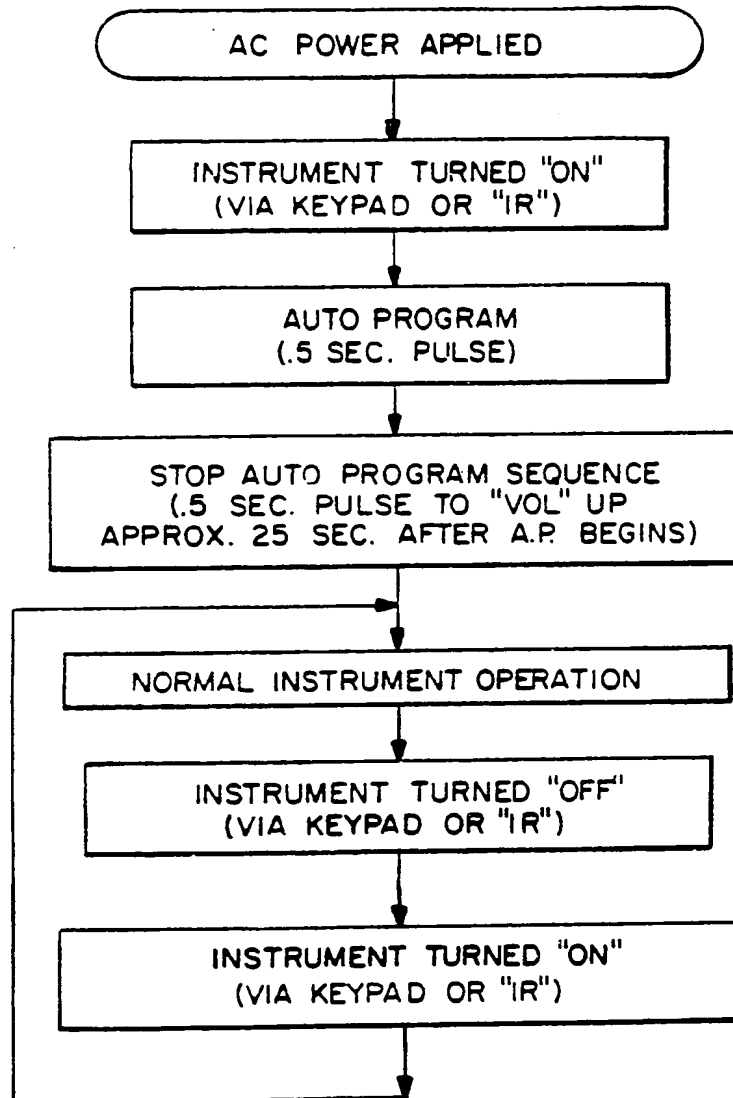 AC POWER APPLIED
INSTRUMENT TURNED "ON"
(VIA KEYPAD OR "IR")
AUTO PROGRAM
(.5 SEC. PULSE)
STOP AUTO PROGRAM SEQUENCE
(.5 SEC. PULSE TO "VOL" UP
APPROX. 25 SEC. AFTER A.P. BEGINS)
NORMAL INSTRUMENT OPERATION
INSTRUMENT TURNED "OFF"
(VIA KEYPAD OR "IR")
INSTRUMENT TURNED "ON"
(VIA KEYPAD OR "IR")